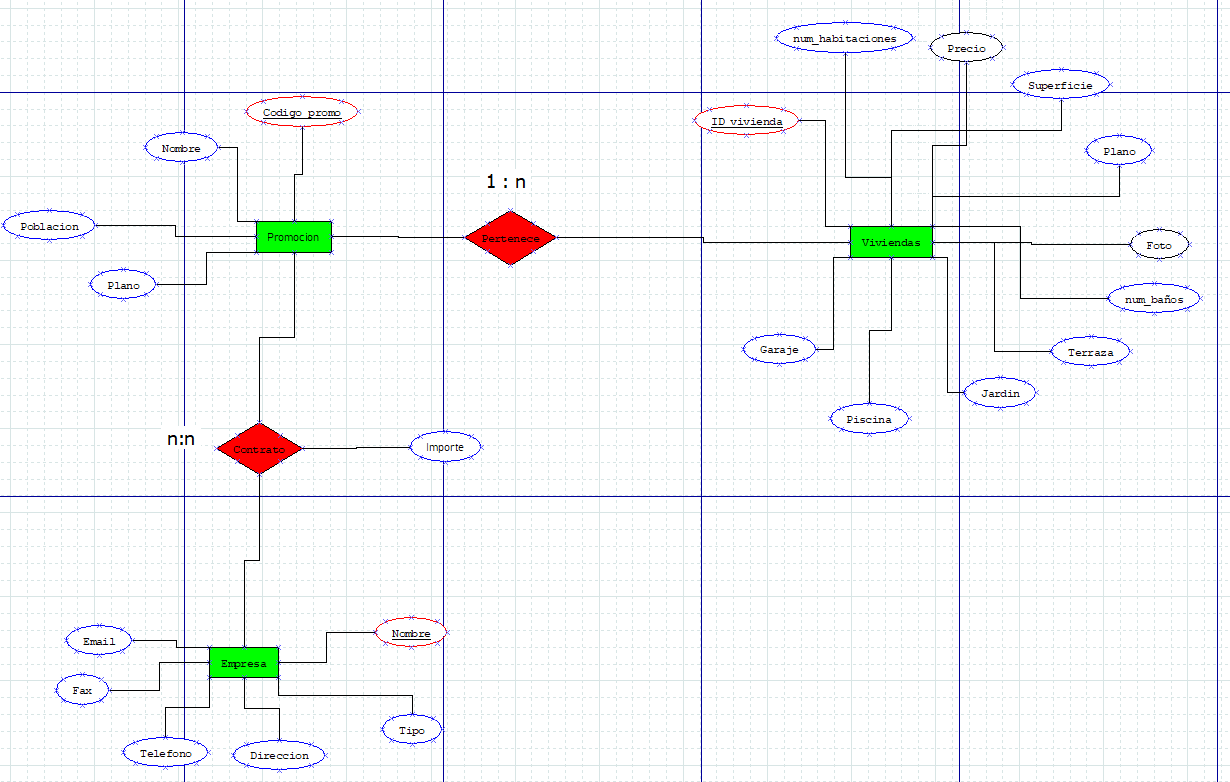 num_habitaciones
Precio
Superficie
Codigo promo
ID vivienda
Nombre
Plano
1:n
Poblacion
Promocion
Pertenece
Viviendas
Foto
Plano
num_baños
Garaje
Terraza
Jardin
Piscina
n:n
Contrato
Importe
Email
Nombre
Empresa
Fax
Tipo
Telefono
Direccion